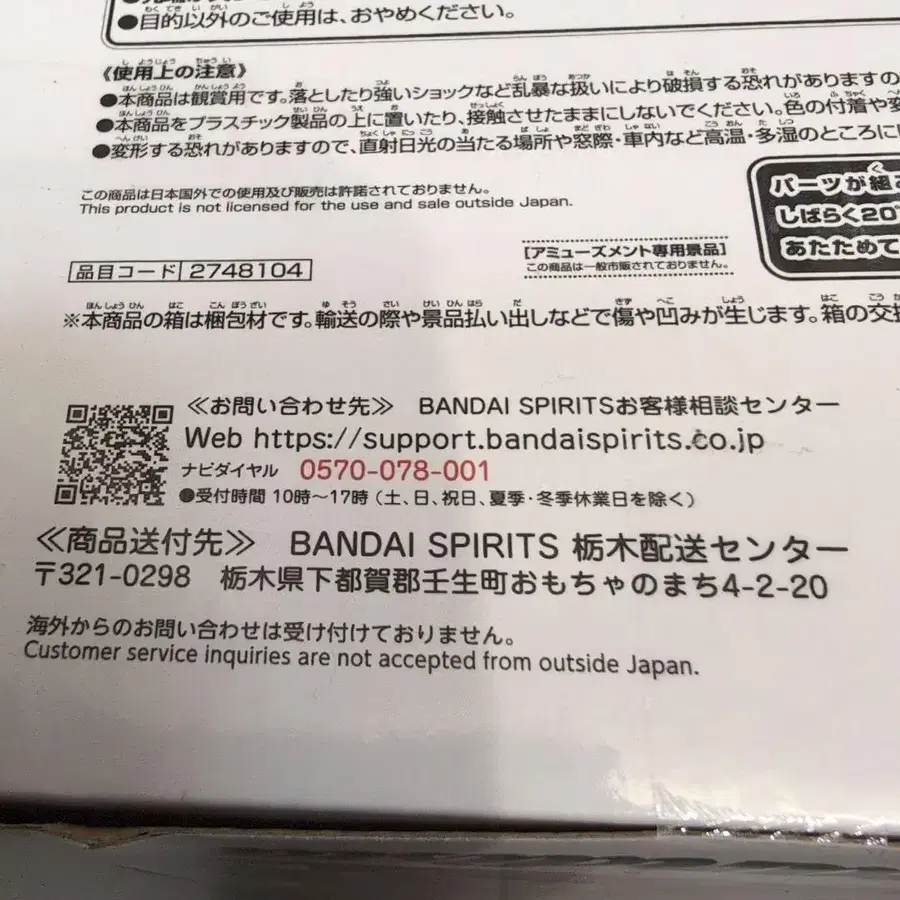 ●目的以外のご使用は、おやめください。
《使用上の注意》
●本商品は観賞用です。落としたり強いショックなど乱暴な扱いにより破損する恐れがありますの
●本商品をプラスチック製品の上に置いたり、接触させたままにしないでください。色の付着や変
●変形する恐れがありますので、直射日光の当たる場所や窓際・車内など高温・多湿のところに
この商品は日本国外での使用及び販売は許諾されておりません。
This product is not licensed for the use and sale outside Japan.
パーツが組み
しばらく20°
あたためて
[アミューズメント専用景品]
この商品は一般市販されておりません。
品目コード 2748104
※本商品の箱は梱包材です。輸送の際や景品払い出しなどで傷や凹みが生じます。箱の交換
≪お問い合わせ先≫ BANDAI SPIRITSお客様相談センター
Web https://support.bandaispirits.co.jp
ナビダイヤル 0570-078-001
●受付時間 10時〜17時（土、日、祝日、夏季・冬季休業日を除く）
≪商品送付先≫ BANDAI SPIRITS 栃木配送センター
〒321-0298 栃木県下都賀郡壬生町おもちゃのまち4-2-20
海外からのお問い合わせは受け付けておりません。
Customer service inquiries are not accepted from outside Japan.